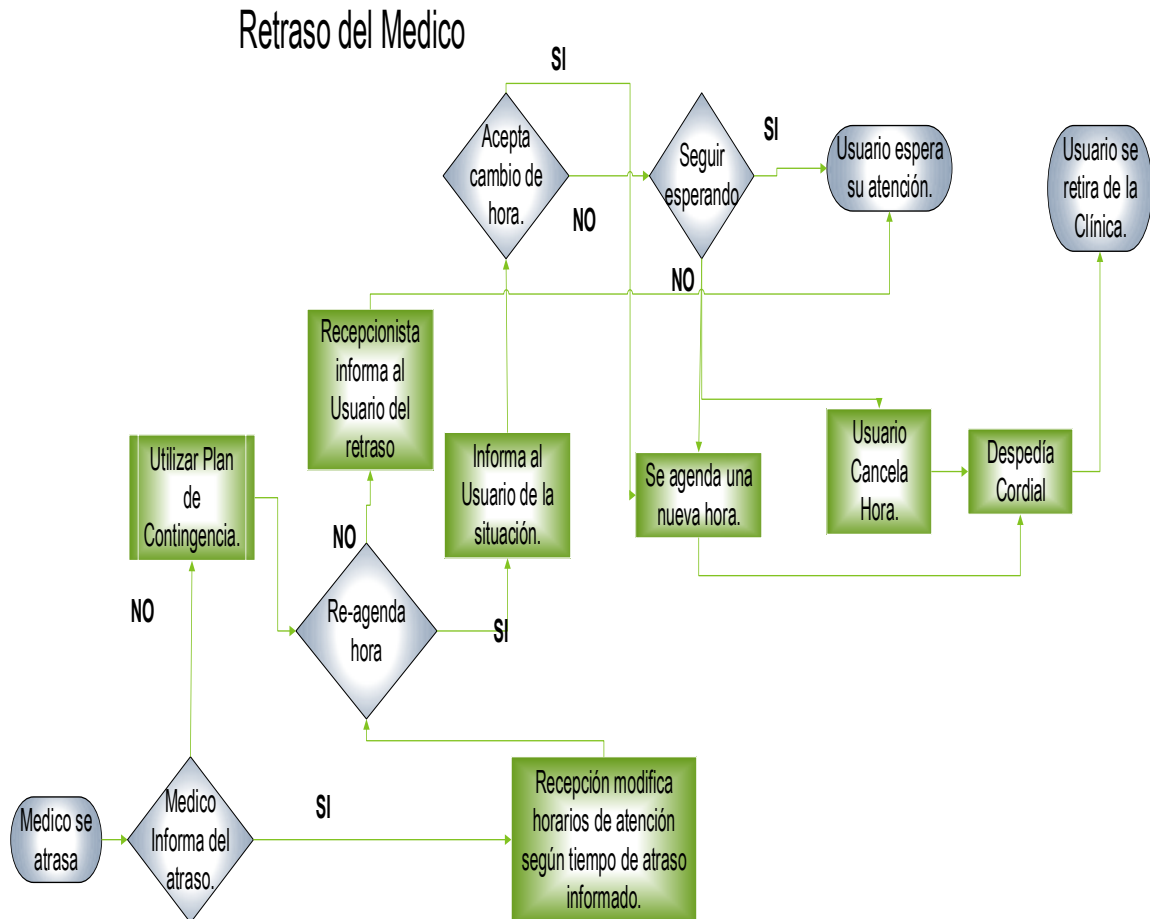 Retraso del Medico
SI
Acepta
cambio de
hora.
NO
Seguir
esperando
SI
NO
Usuario espera
su atención.
Usuario se
retira de la
Clínica.
Recepcionista
informa al
Usuario del
retraso
Utilizar Plan
de
Contingencia.
Informa al
Usuario de la
situación.
Se agenda una
nueva hora.
Usuario
Cancela
Hora.
Despedía
Cordial
NO
NO
Re-agenda
hora
SI
Medico se
atrasa
Medico
Informa del
atraso.
SI
Recepción modifica
horarios de atención
según tiempo de atraso
informado.